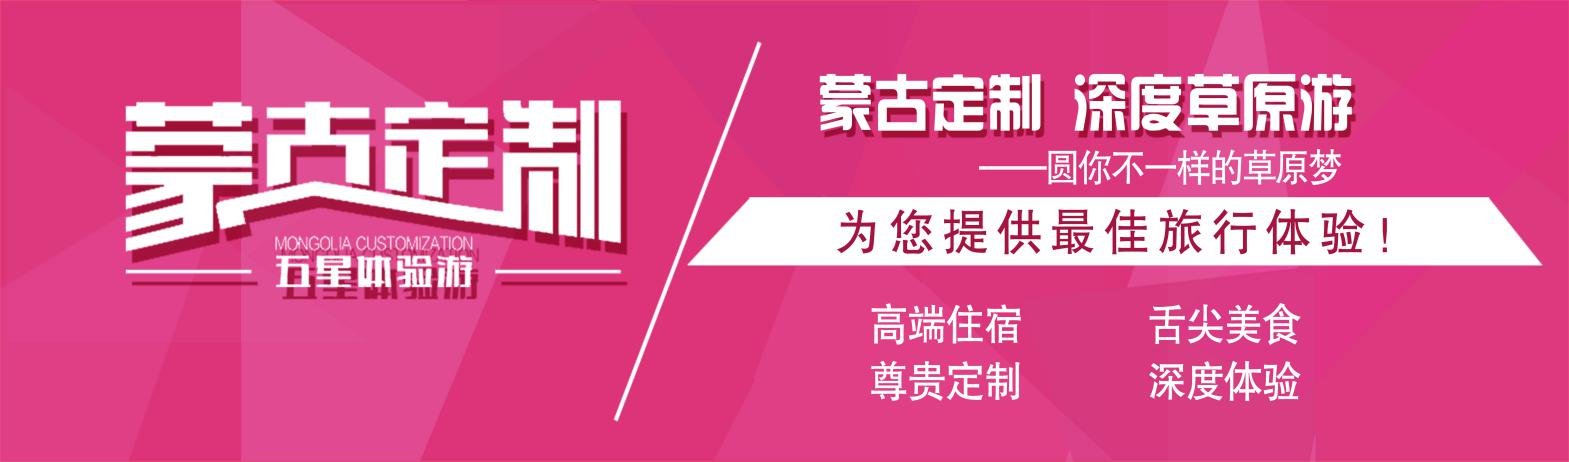 蒙古定制
MONGOLIA CUSTOMIZATION
五星体验游
蒙古定制 深度草原游
——圆你不一样的草原梦
为您提供最佳旅行体验!
高端住宿 舌尖美食
尊贵定制 深度体验